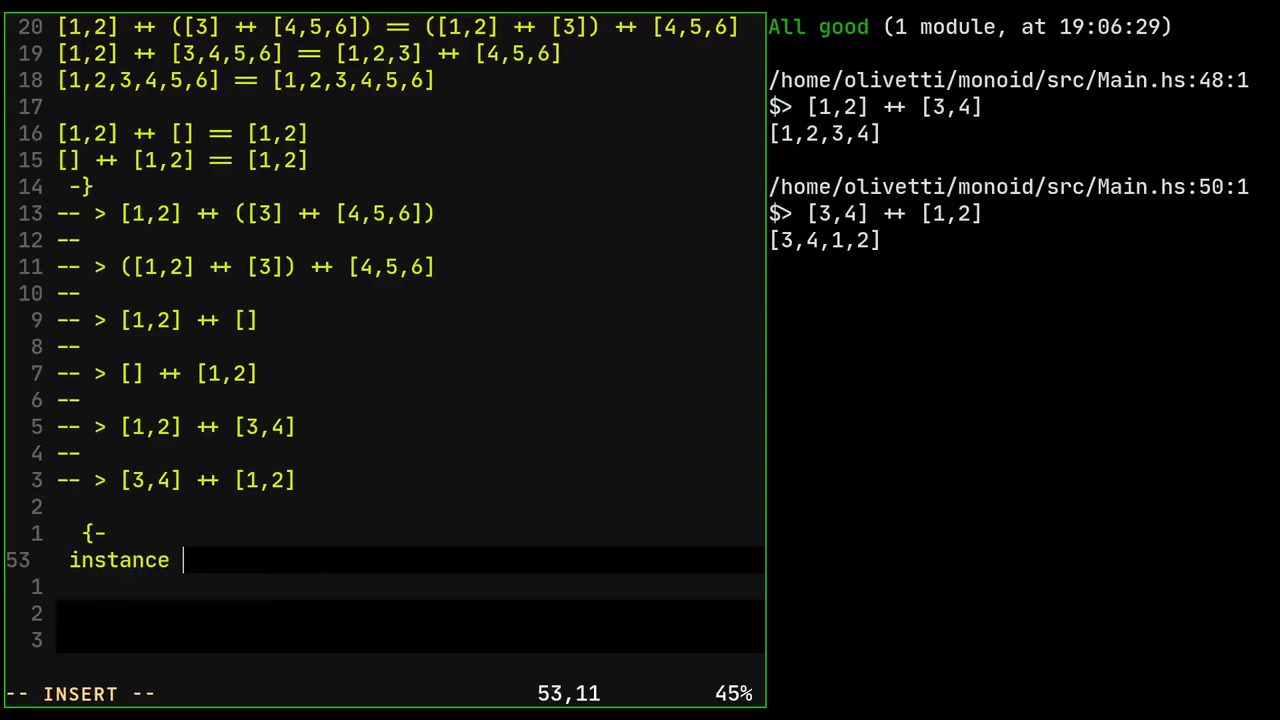 20 [1,2] ++ ([3] ++ [4,5,6]) == ([1,2] ++ [3]) ++ [4,5,6]
19 [1,2] ++ [3,4,5,6] == [1,2,3] ++ [4,5,6]
18 [1,2,3,4,5,6] == [1,2,3,4,5,6]
17
16 [1,2] ++ [] == [1,2]
15 [] ++ [1,2] == [1,2]
14 -}
13 -- > [1,2] ++ ([3] ++ [4,5,6])
12 --
11 -- > ([1,2] ++ [3]) ++ [4,5,6]
10 --
9 -- > [1,2] ++ []
8 --
7 -- > [] ++ [1,2]
6 --
5 -- > [1,2] ++ [3,4]
4 --
3 -- > [3,4] ++ [1,2]
2
1 {-
53 instance
1
2
3
-- INSERT -- 53,11 45%
All good (1 module, at 19:06:29)
/home/olivetti/monoid/src/Main.hs:48:1
$> [1,2] ++ [3,4]
[1,2,3,4]
/home/olivetti/monoid/src/Main.hs:50:1
$> [3,4] ++ [1,2]
[3,4,1,2]